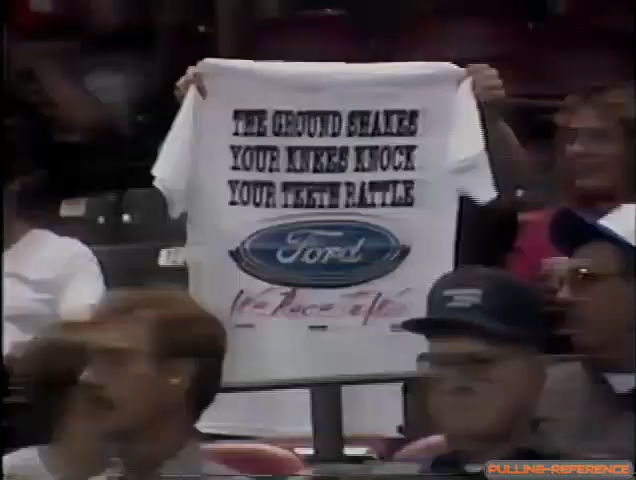 THE GROUND SHAKES
YOUR KNEES KNOCK
YOUR TEETH RATTLE
Ford
PULLING-REFERENCE